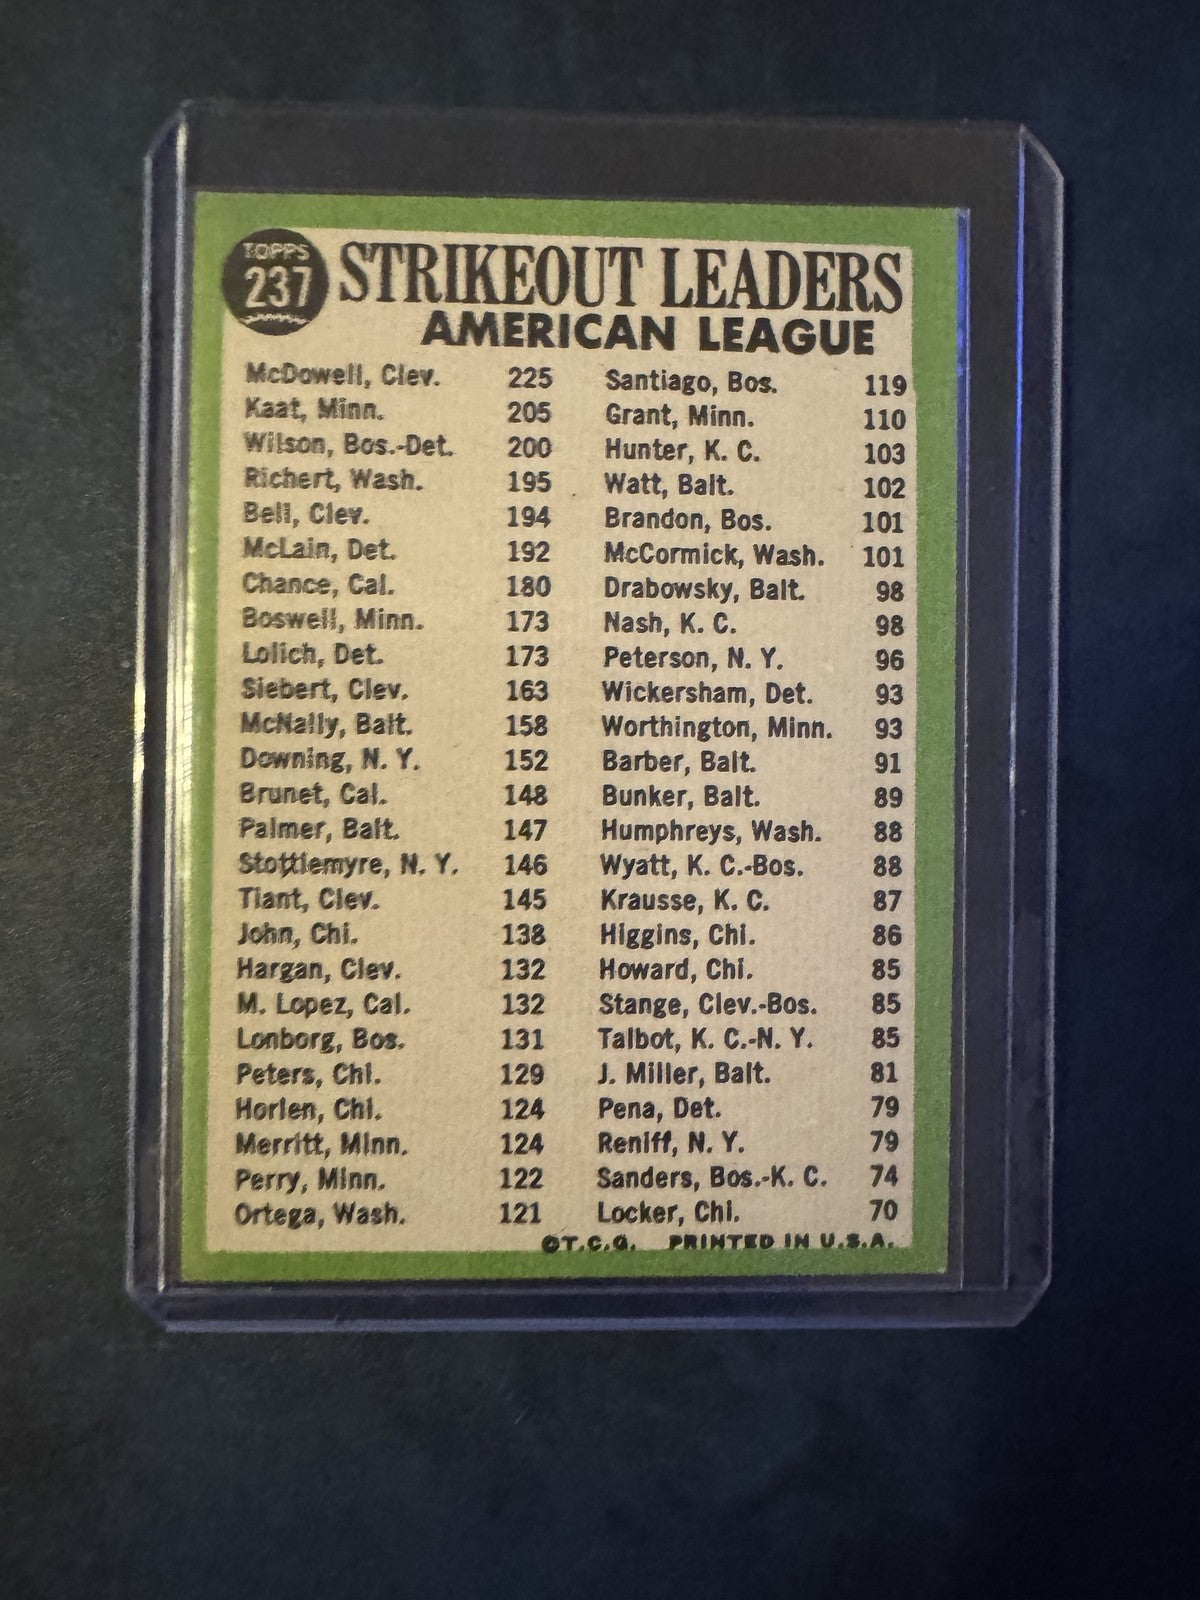 TOPPS
237
STRIKEOUT LEADERS
AMERICAN LEAGUE
McDowell, Clev. 225
Kaat, Minn. 205
Wilson, Bos.-Det. 200
Richert, Wash. 195
Bell, Clev. 194
McLain, Det. 192
Chance, Cal. 180
Boswell, Minn. 173
Lolich, Det. 173
Siebert, Clev. 163
McNally, Balt. 158
Downing, N. Y. 152
Brunet, Cal. 148
Palmer, Balt. 147
Stottlemyre, N. Y. 146
Tiant, Clev. 145
John, Chi. 138
Hargan, Clev. 132
M. Lopez, Cal. 132
Lonborg, Bos. 131
Peters, Chi. 129
Horlen, Chi. 124
Merritt, Minn. 124
Perry, Minn. 122
Ortega, Wash. 121
Santiago, Bos. 119
Grant, Minn. 110
Hunter, K. C. 103
Watt, Balt. 102
Brandon, Bos. 101
McCormick, Wash. 101
Drabowsky, Balt. 98
Nash, K. C. 98
Peterson, N. Y. 96
Wickersham, Det. 93
Worthington, Minn. 93
Barber, Balt. 91
Bunker, Balt. 89
Humphreys, Wash. 88
Wyatt, K. C.-Bos. 88
Krausse, K. C. 87
Higgins, Chi. 86
Howard, Chi. 85
Stange, Clev.-Bos. 85
Talbot, K. C.-N. Y. 85
J. Miller, Balt. 81
Pena, Det. 79
Reniff, N. Y. 79
Sanders, Bos.-K. C. 74
Locker, Chi. 70
©T.C.G. PRINTED IN U.S.A.